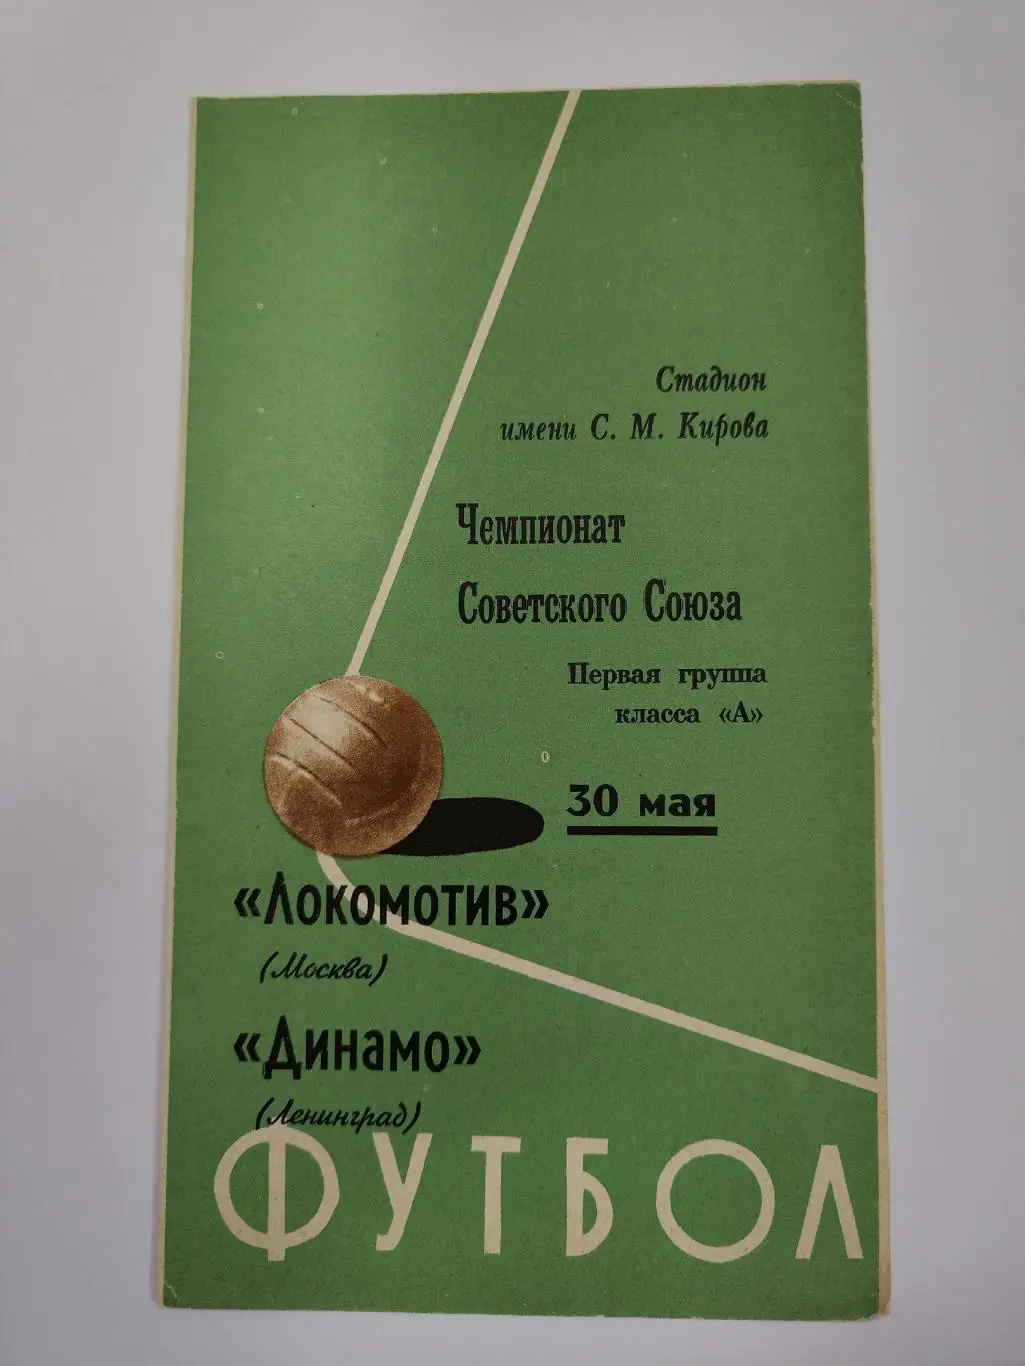 Стадион
имени С. М. Кирова
Чемпионат
Советского Союза
Первая группа
класса «А»
30 мая
«Локомотив»
(Москва)
«Динамо»
(Ленинград)
ФУТБОЛ